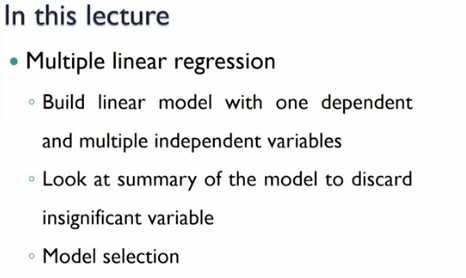 In this lecture
• Multiple linear regression
◦ Build linear model with one dependent
and multiple independent variables
◦ Look at summary of the model to discard
insignificant variable
◦ Model selection